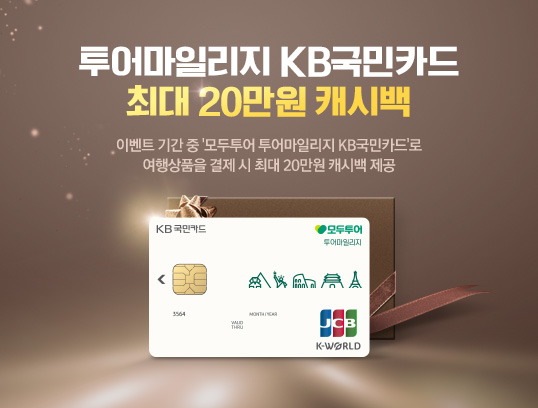 투어마일리지 KB국민카드
최대 20만원 캐시백
이벤트 기간 중 '모두투어 투어마일리지 KB국민카드'로
여행상품을 결제 시 최대 20만원 캐시백 제공
KB 국민카드
모두투어
투어마일리지
3564
MONTH / YEAR
VALID
THRU
JCB
K-WORLD